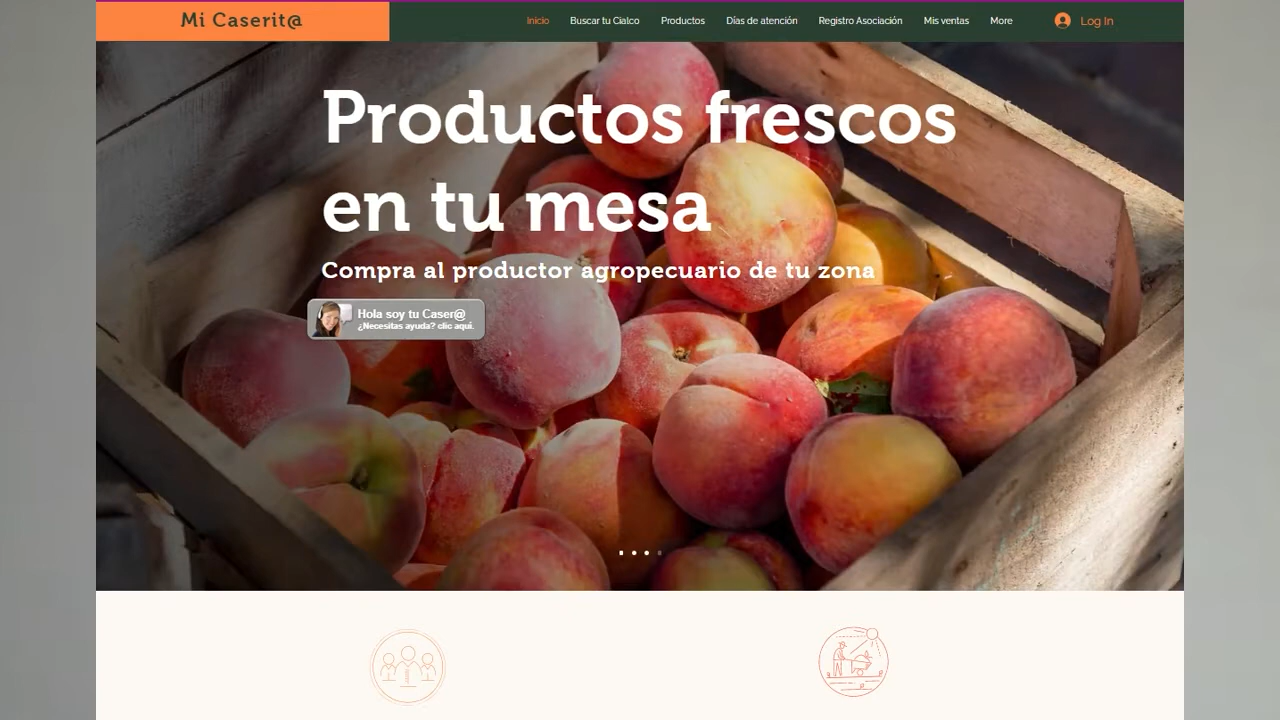 Mi Caserit@
Inicio Buscar tu Cialco Productos Días de atención Registro Asociación Mis ventas More Log In
Productos frescos
en tu mesa
Compra al productor agropecuario de tu zona
Hola soy tu Caser@
¿Necesitas ayuda? clic aquí.